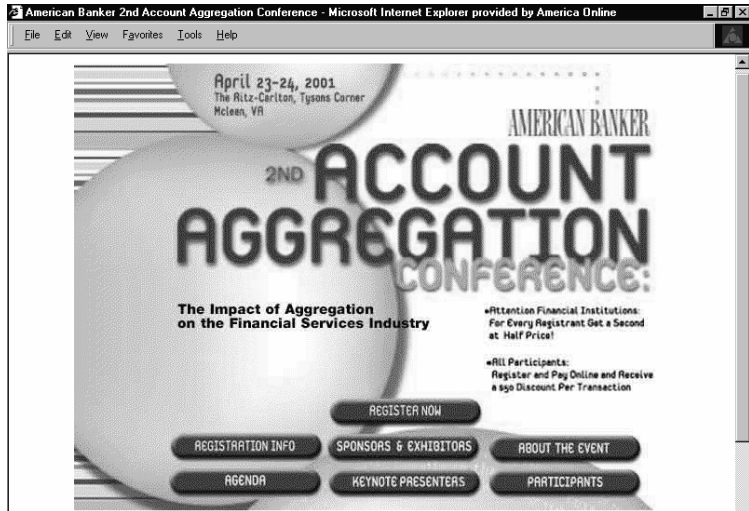 American Banker 2nd Account Aggregation Conference - Microsoft Internet Explorer provided by America Online
File Edit View Favorites Tools Help
April 23-24, 2001
The Ritz-Carlton, Tysons Corner
Mclean, VA
AMERICAN BANKER
2ND ACCOUNT
AGGREGATION
CONFERENCE:
The Impact of Aggregation
on the Financial Services Industry
•Attention Financial Institutions:
For Every Registrant Get a Second
at Half Price!
•All Participants:
Register and Pay Online and Receive
a $50 Discount Per Transaction
REGISTER NOW
REGISTRATION INFO SPONSORS & EXHIBITORS ABOUT THE EVENT
AGENDA KEYNOTE PRESENTERS PARTICIPANTS